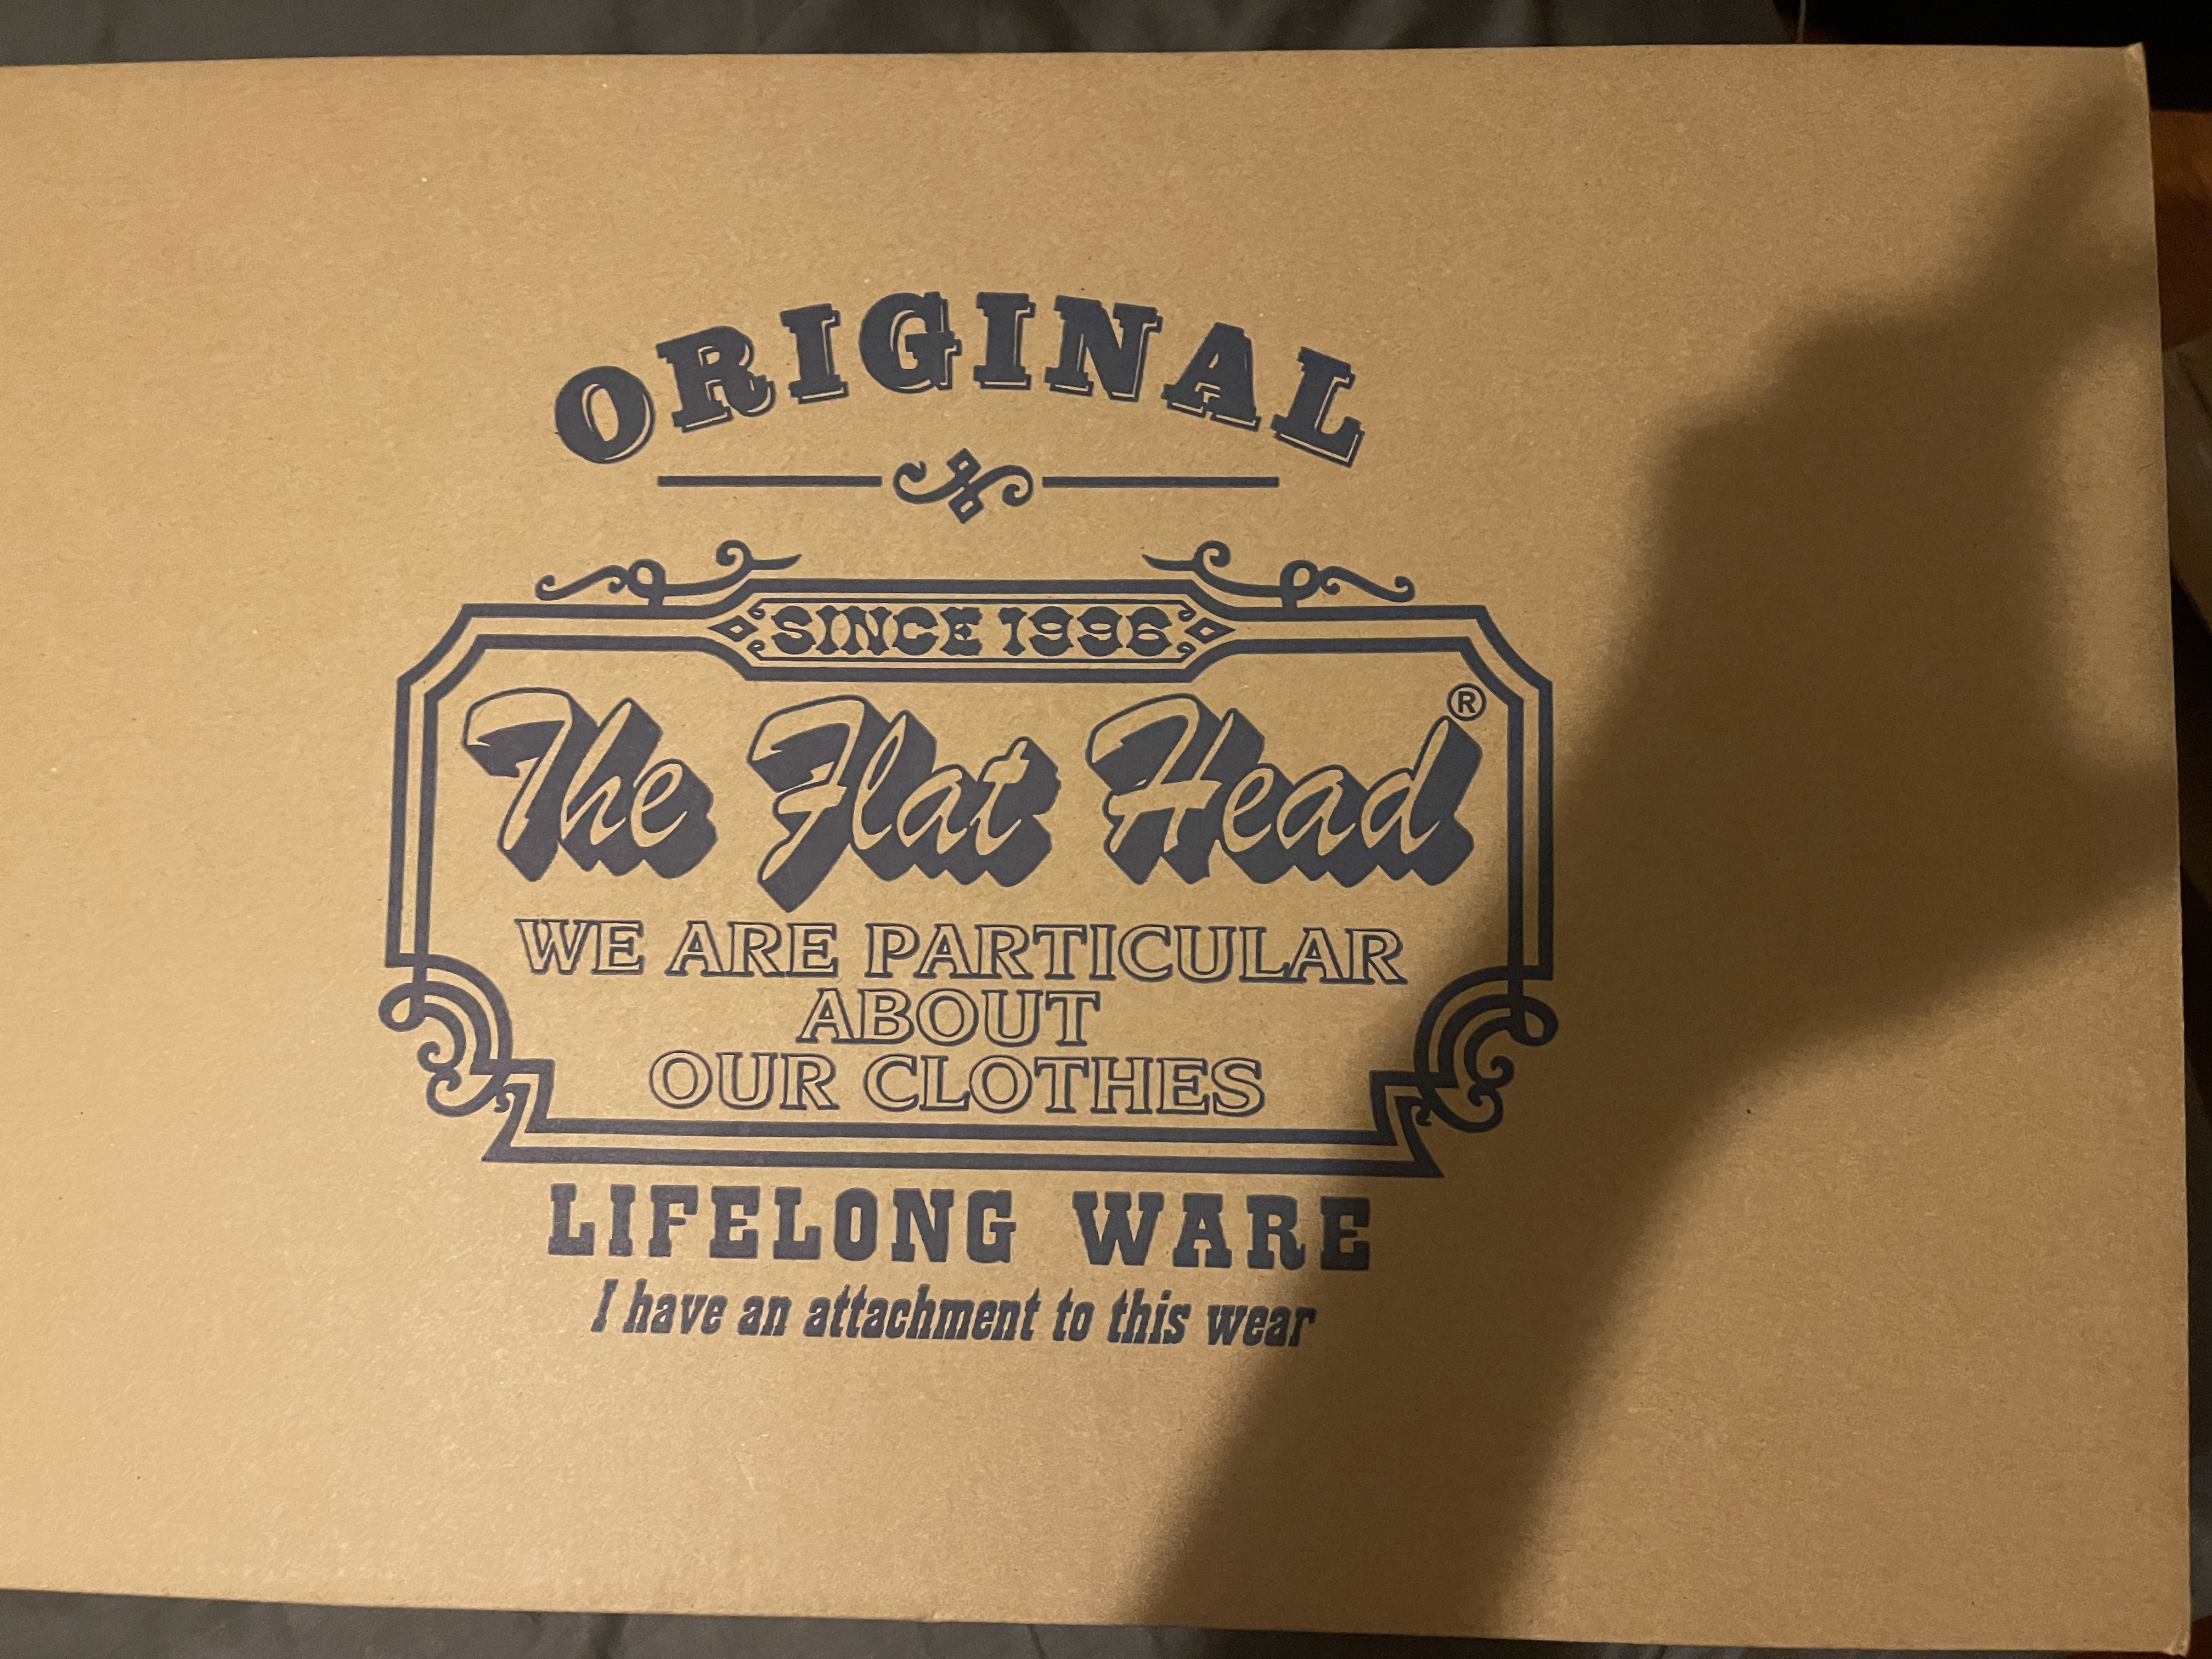 ORIGINAL
SINCE 1996
The Flat Head®
WE ARE PARTICULAR
ABOUT
OUR CLOTHES
LIFELONG WARE
I have an attachment to this wear